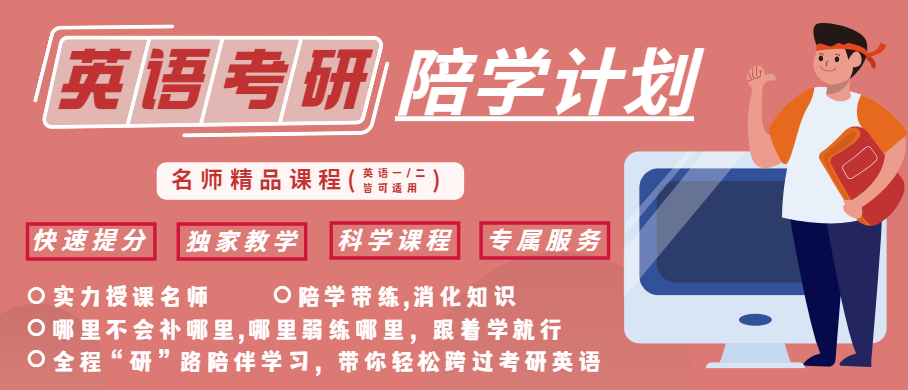 英语考研 陪学计划
名师精品课程(英语一/二皆可适用)
快速提分 独家教学 科学课程 专属服务
实力授课名师 陪学带练,消化知识
哪里不会补哪里,哪里弱练哪里，跟着学就行
全程“研”路陪伴学习，带你轻松跨过考研英语